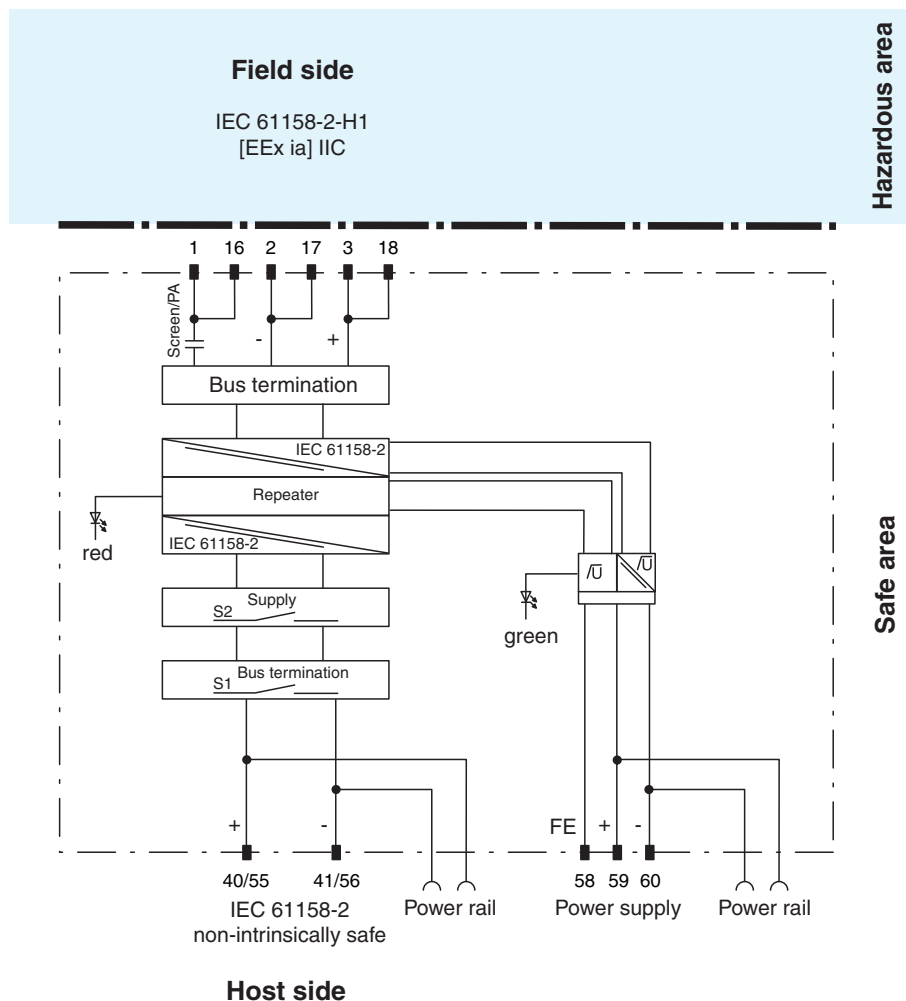 Field side
Hazardous area
IEC 61158-2-H1
[EEx ia] IIC
1 16 2 17 3 18
Screen/PA
- +
Bus termination
IEC 61158-2
Repeater
IEC 61158-2
red
/U
/U
Safe area
Supply
S2
green
Bus termination
S1
+ -
FE + -
40/55 41/56 58 59 60
IEC 61158-2
non-intrinsically safe
Power rail
Power supply
Power rail
Host side